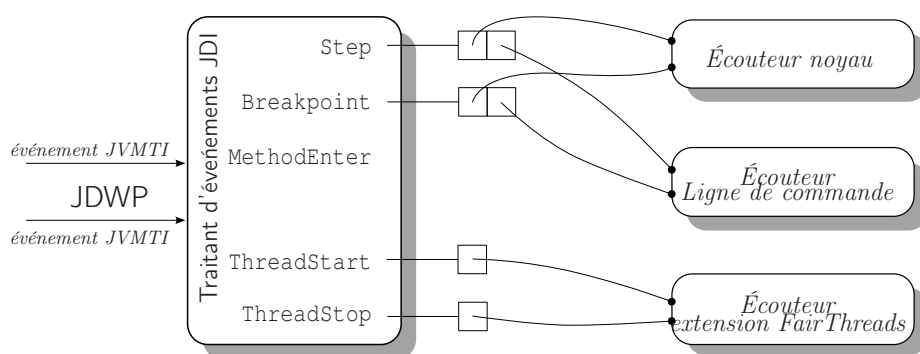 événement JVMTI
JDWP
événement JVMTI
Traitant d'événements JDI
Step
Breakpoint
MethodEnter
ThreadStart
ThreadStop
Écouteur noyau
Écouteur
Ligne de commande
Écouteur
extension FairThreads